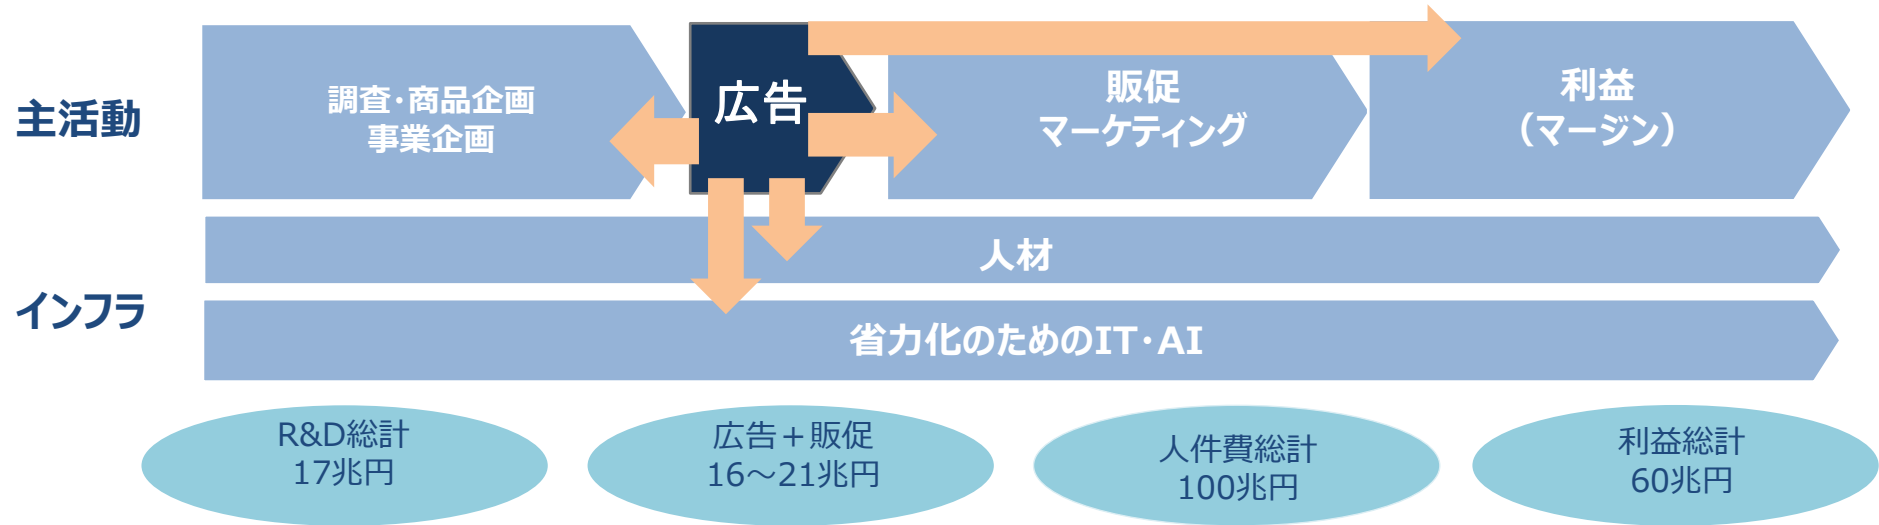 主活動
調査・商品企画
事業企画
広告
販促
マーケティング
利益
（マージン）
インフラ
人材
省力化のためのIT・AI
R&D総計
17兆円
広告＋販促
16～21兆円
人件費総計
100兆円
利益総計
60兆円